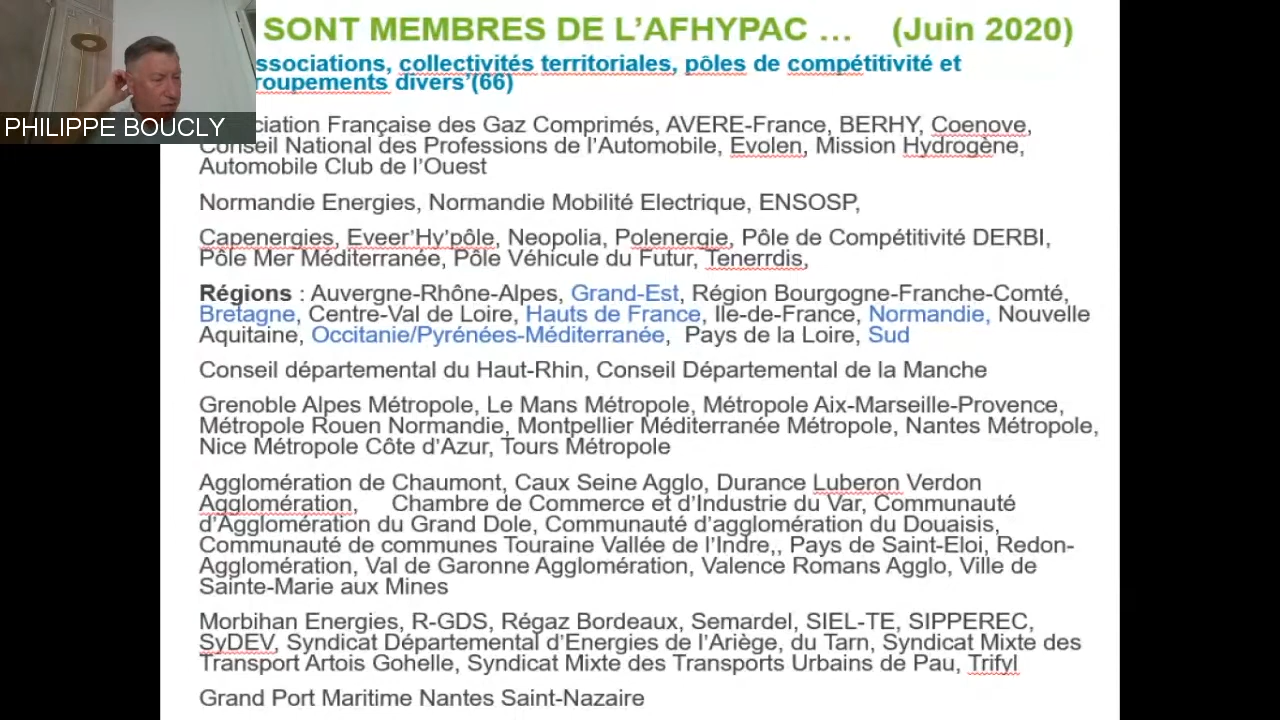 SONT MEMBRES DE L’AFHYPAC … (Juin 2020)
ssociations, collectivités territoriales, pôles de compétitivité et
roupements divers’(66)
PHILIPPE BOUCLY
ciation Française des Gaz Comprimés, AVERE-France, BERHY, Coenove,
Conseil National des Professions de l’Automobile, Evolen, Mission Hydrogène,
Automobile Club de l’Ouest
Normandie Energies, Normandie Mobilité Electrique, ENSOSP,
Capenergies, Eveer’Hy’pôle, Neopolia, Polenergie, Pôle de Compétitivité DERBI,
Pôle Mer Méditerranée, Pôle Véhicule du Futur, Tenerrdis,
Régions : Auvergne-Rhône-Alpes, Grand-Est, Région Bourgogne-Franche-Comté,
Bretagne, Centre-Val de Loire, Hauts de France, Ile-de-France, Normandie, Nouvelle
Aquitaine, Occitanie/Pyrénées-Méditerranée, Pays de la Loire, Sud
Conseil départemental du Haut-Rhin, Conseil Départemental de la Manche
Grenoble Alpes Métropole, Le Mans Métropole, Métropole Aix-Marseille-Provence,
Métropole Rouen Normandie, Montpellier Méditerranée Métropole, Nantes Métropole,
Nice Métropole Côte d’Azur, Tours Métropole
Agglomération de Chaumont, Caux Seine Agglo, Durance Luberon Verdon
Agglomération, Chambre de Commerce et d’Industrie du Var, Communauté
d’Agglomération du Grand Dole, Communauté d’agglomération du Douaisis,
Communauté de communes Touraine Vallée de l’Indre,, Pays de Saint-Eloi, Redon-
Agglomération, Val de Garonne Agglomération, Valence Romans Agglo, Ville de
Sainte-Marie aux Mines
Morbihan Energies, R-GDS, Régaz Bordeaux, Semardel, SIEL-TE, SIPPEREC,
SyDEV, Syndicat Départemental d’Energies de l’Ariège, du Tarn, Syndicat Mixte des
Transport Artois Gohelle, Syndicat Mixte des Transports Urbains de Pau, Trifyl
Grand Port Maritime Nantes Saint-Nazaire